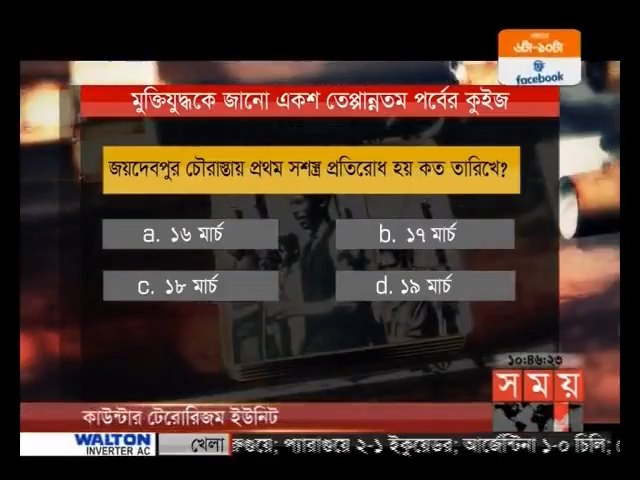 ৬টা-১০টা
facebook
মুক্তিযুদ্ধকে জানো একশ তেপ্পান্নতম পর্বের কুইজ
জয়দেবপুর চৌরাস্তায় প্রথম সশস্ত্র প্রতিরোধ হয় কত তারিখে?
a. ১৬ মার্চ
b. ১৭ মার্চ
c. ১৮ মার্চ
d. ১৯ মার্চ
১০:৪৬:২৩
সময়
কাউন্টার টেরোরিজম ইউনিট
WALTON
INVERTER AC
খেলা
প্যারাগুয়ে ২-১ ইকুয়েডর; আর্জেন্টিনা ১-০ চিলি;